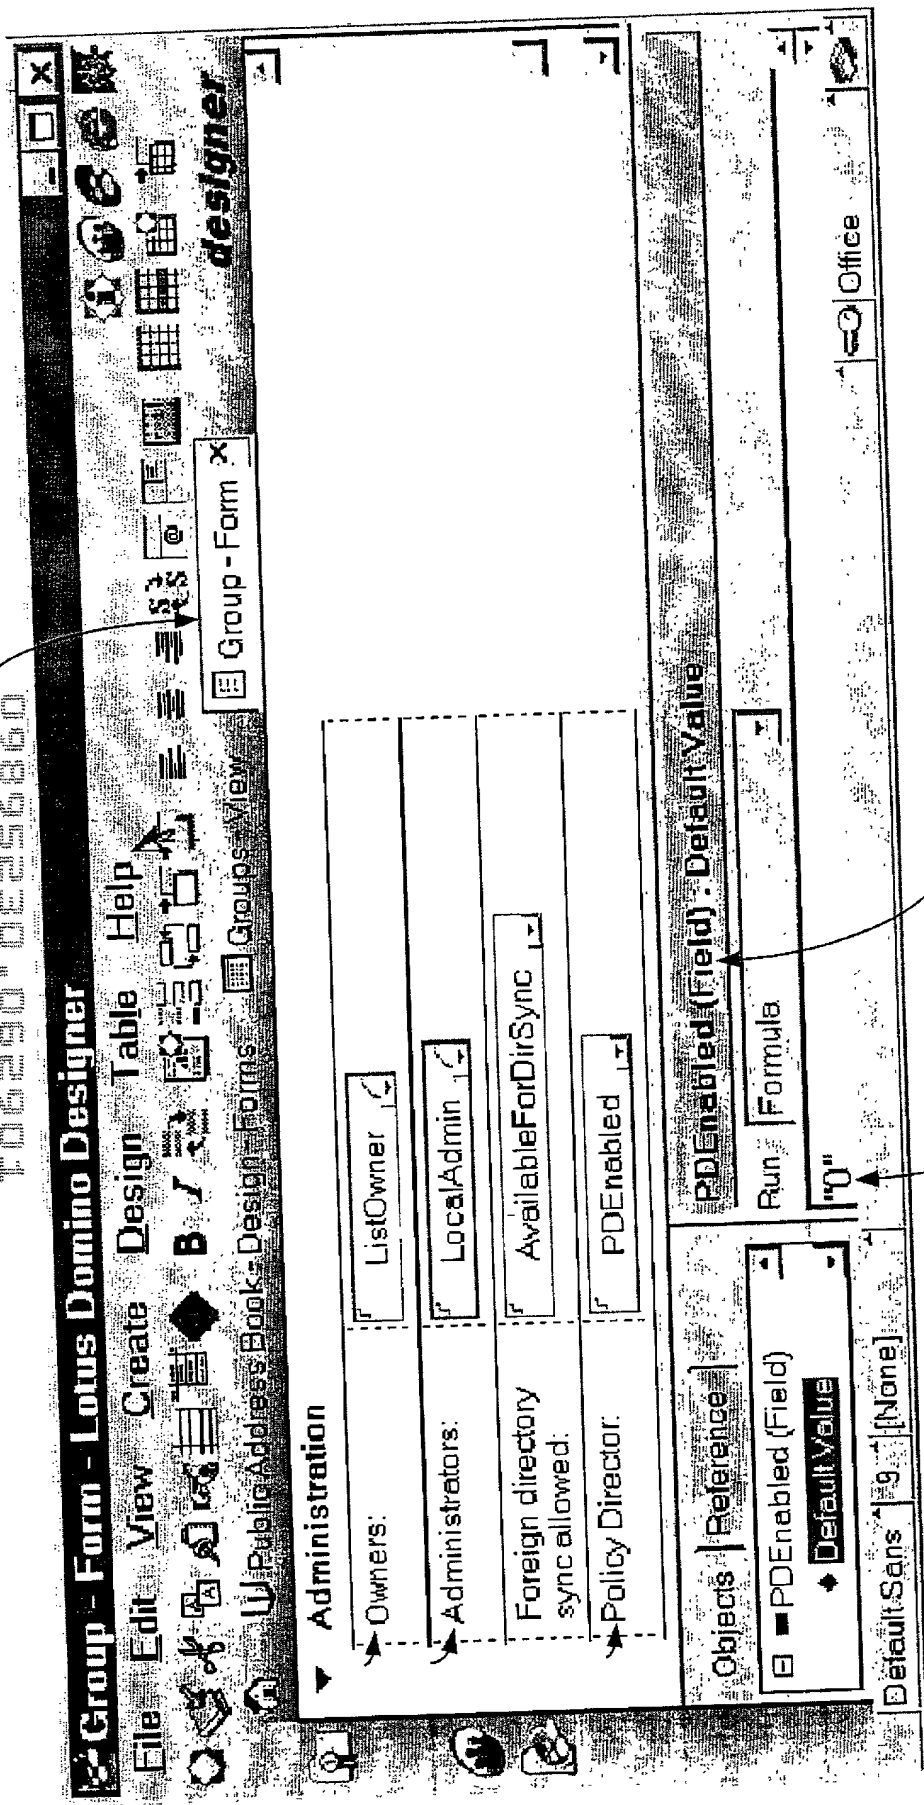 Group - Form - Lotus Domino Designer
File Edit View Create Design Table Help
Public Address Book - Design - Forms
Groups - View
Group - Form
designer
Administration
Owners:
ListOwner
Administrators:
LocalAdmin
Foreign directory
sync allowed:
AvailableForDirSync
Policy Director:
PDEnabled
Objects Reference
PDEnabled (Field)
Default Value
PDEnabled (Field) : Default Value
Run Formula
"0"
Default Sans 9 [None]
Office